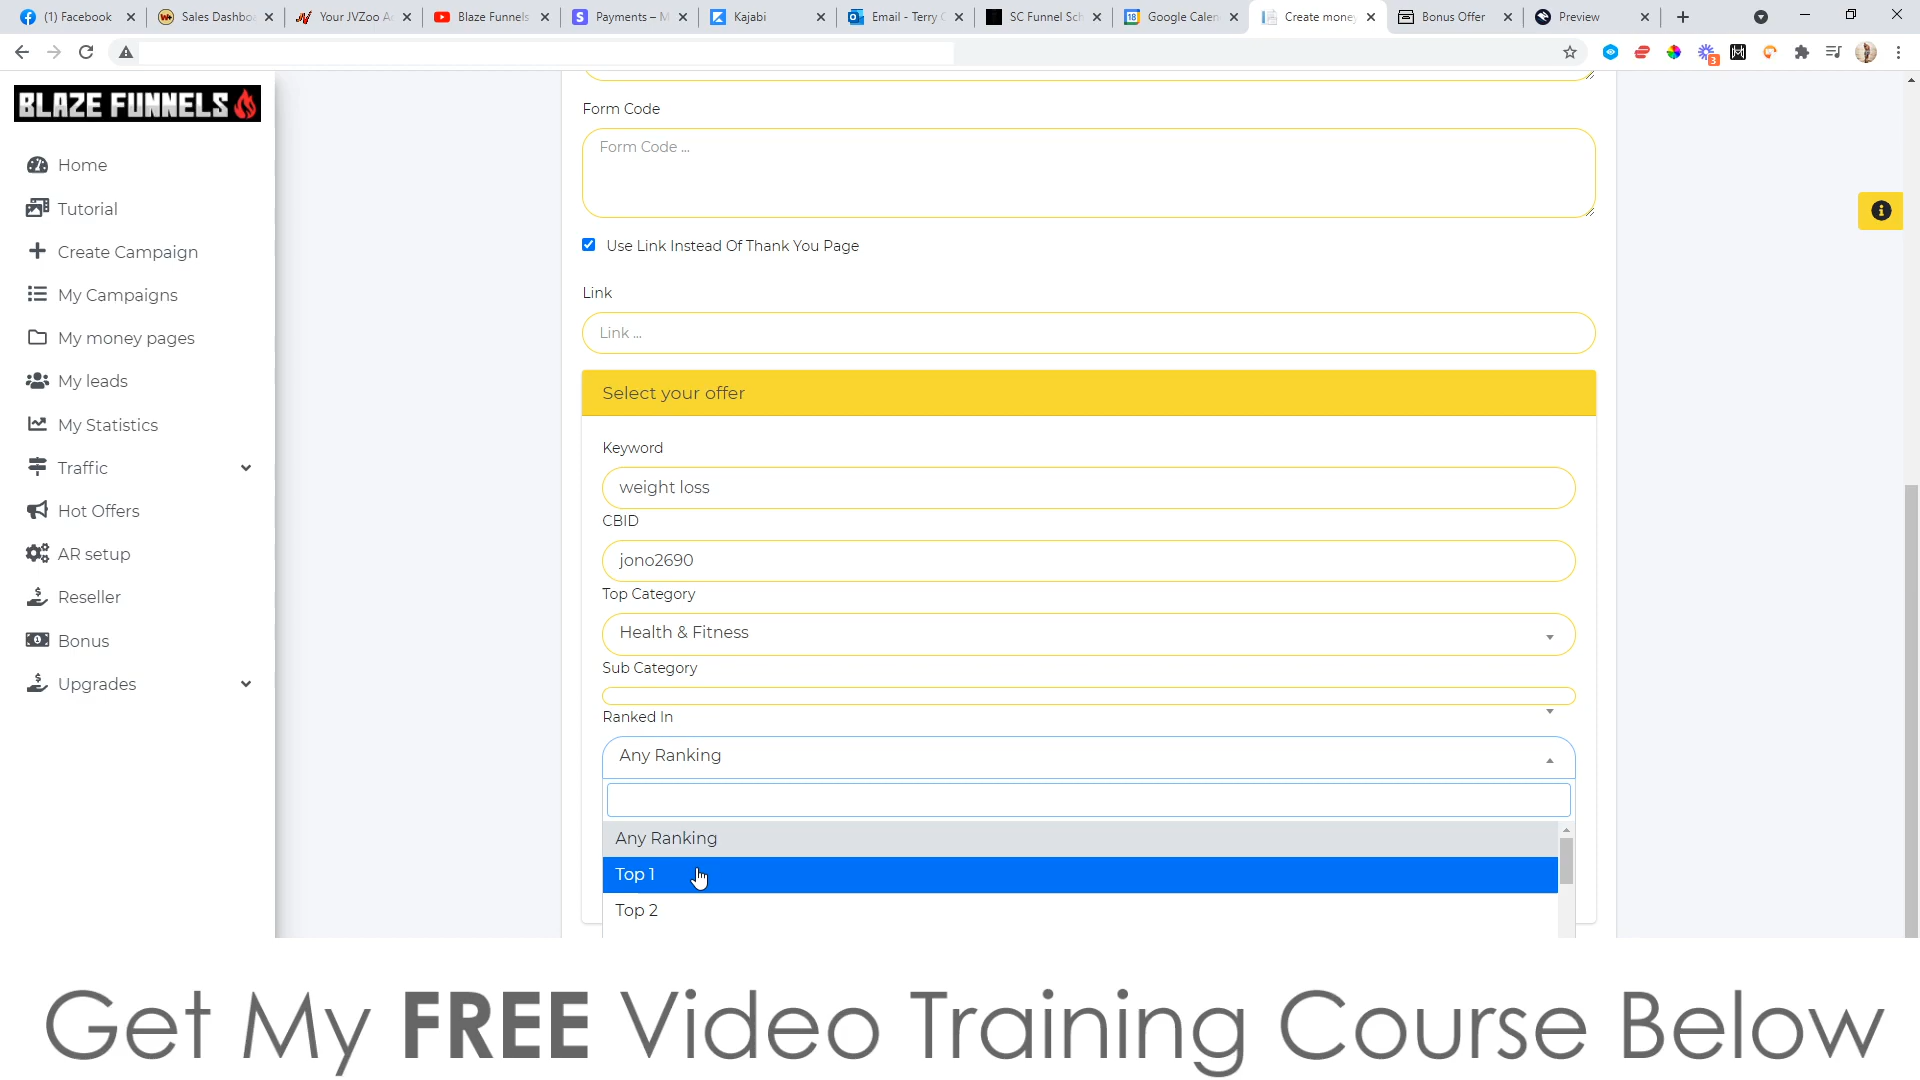 (1) Facebook
Sales Dashboa
Your JVZoo A
Blaze Funnels
Payments – M
Kajabi
Email - Terry
SC Funnel Sch
Google Calen
Create money
Bonus Offer
Preview
3
BLAZE FUNNELS
Home
Tutorial
Create Campaign
My Campaigns
My money pages
My leads
My Statistics
Traffic
Hot Offers
AR setup
Reseller
Bonus
Upgrades
Form Code
Form Code ...
Use Link Instead Of Thank You Page
Link
Link ...
Select your offer
Keyword
weight loss
CBID
jono2690
Top Category
Health & Fitness
Sub Category
Ranked In
Any Ranking
Any Ranking
Top 1
Top 2
Get My FREE Video Training Course Below